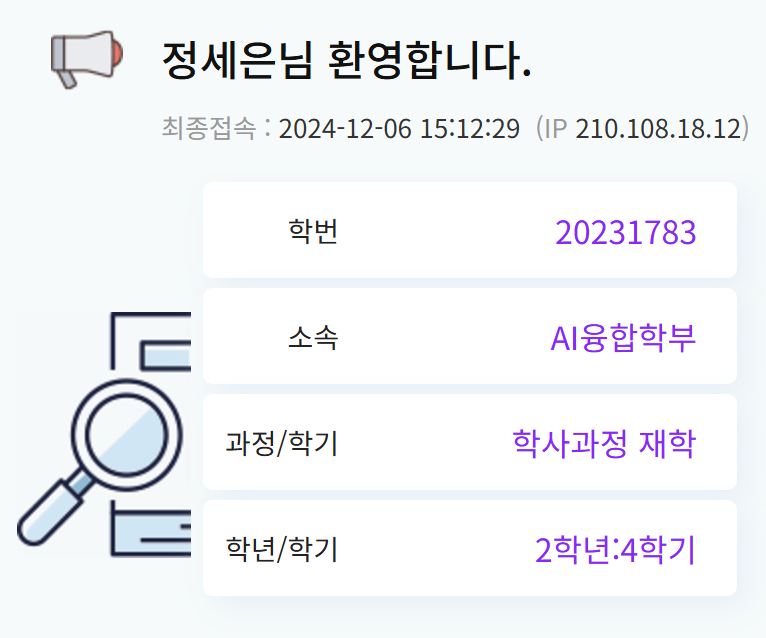 정세은님 환영합니다.
최종접속 : 2024-12-06 15:12:29 (IP 210.108.18.12)
학번 20231783
소속 AI융합학부
과정/학기 학사과정 재학
학년/학기 2학년:4학기